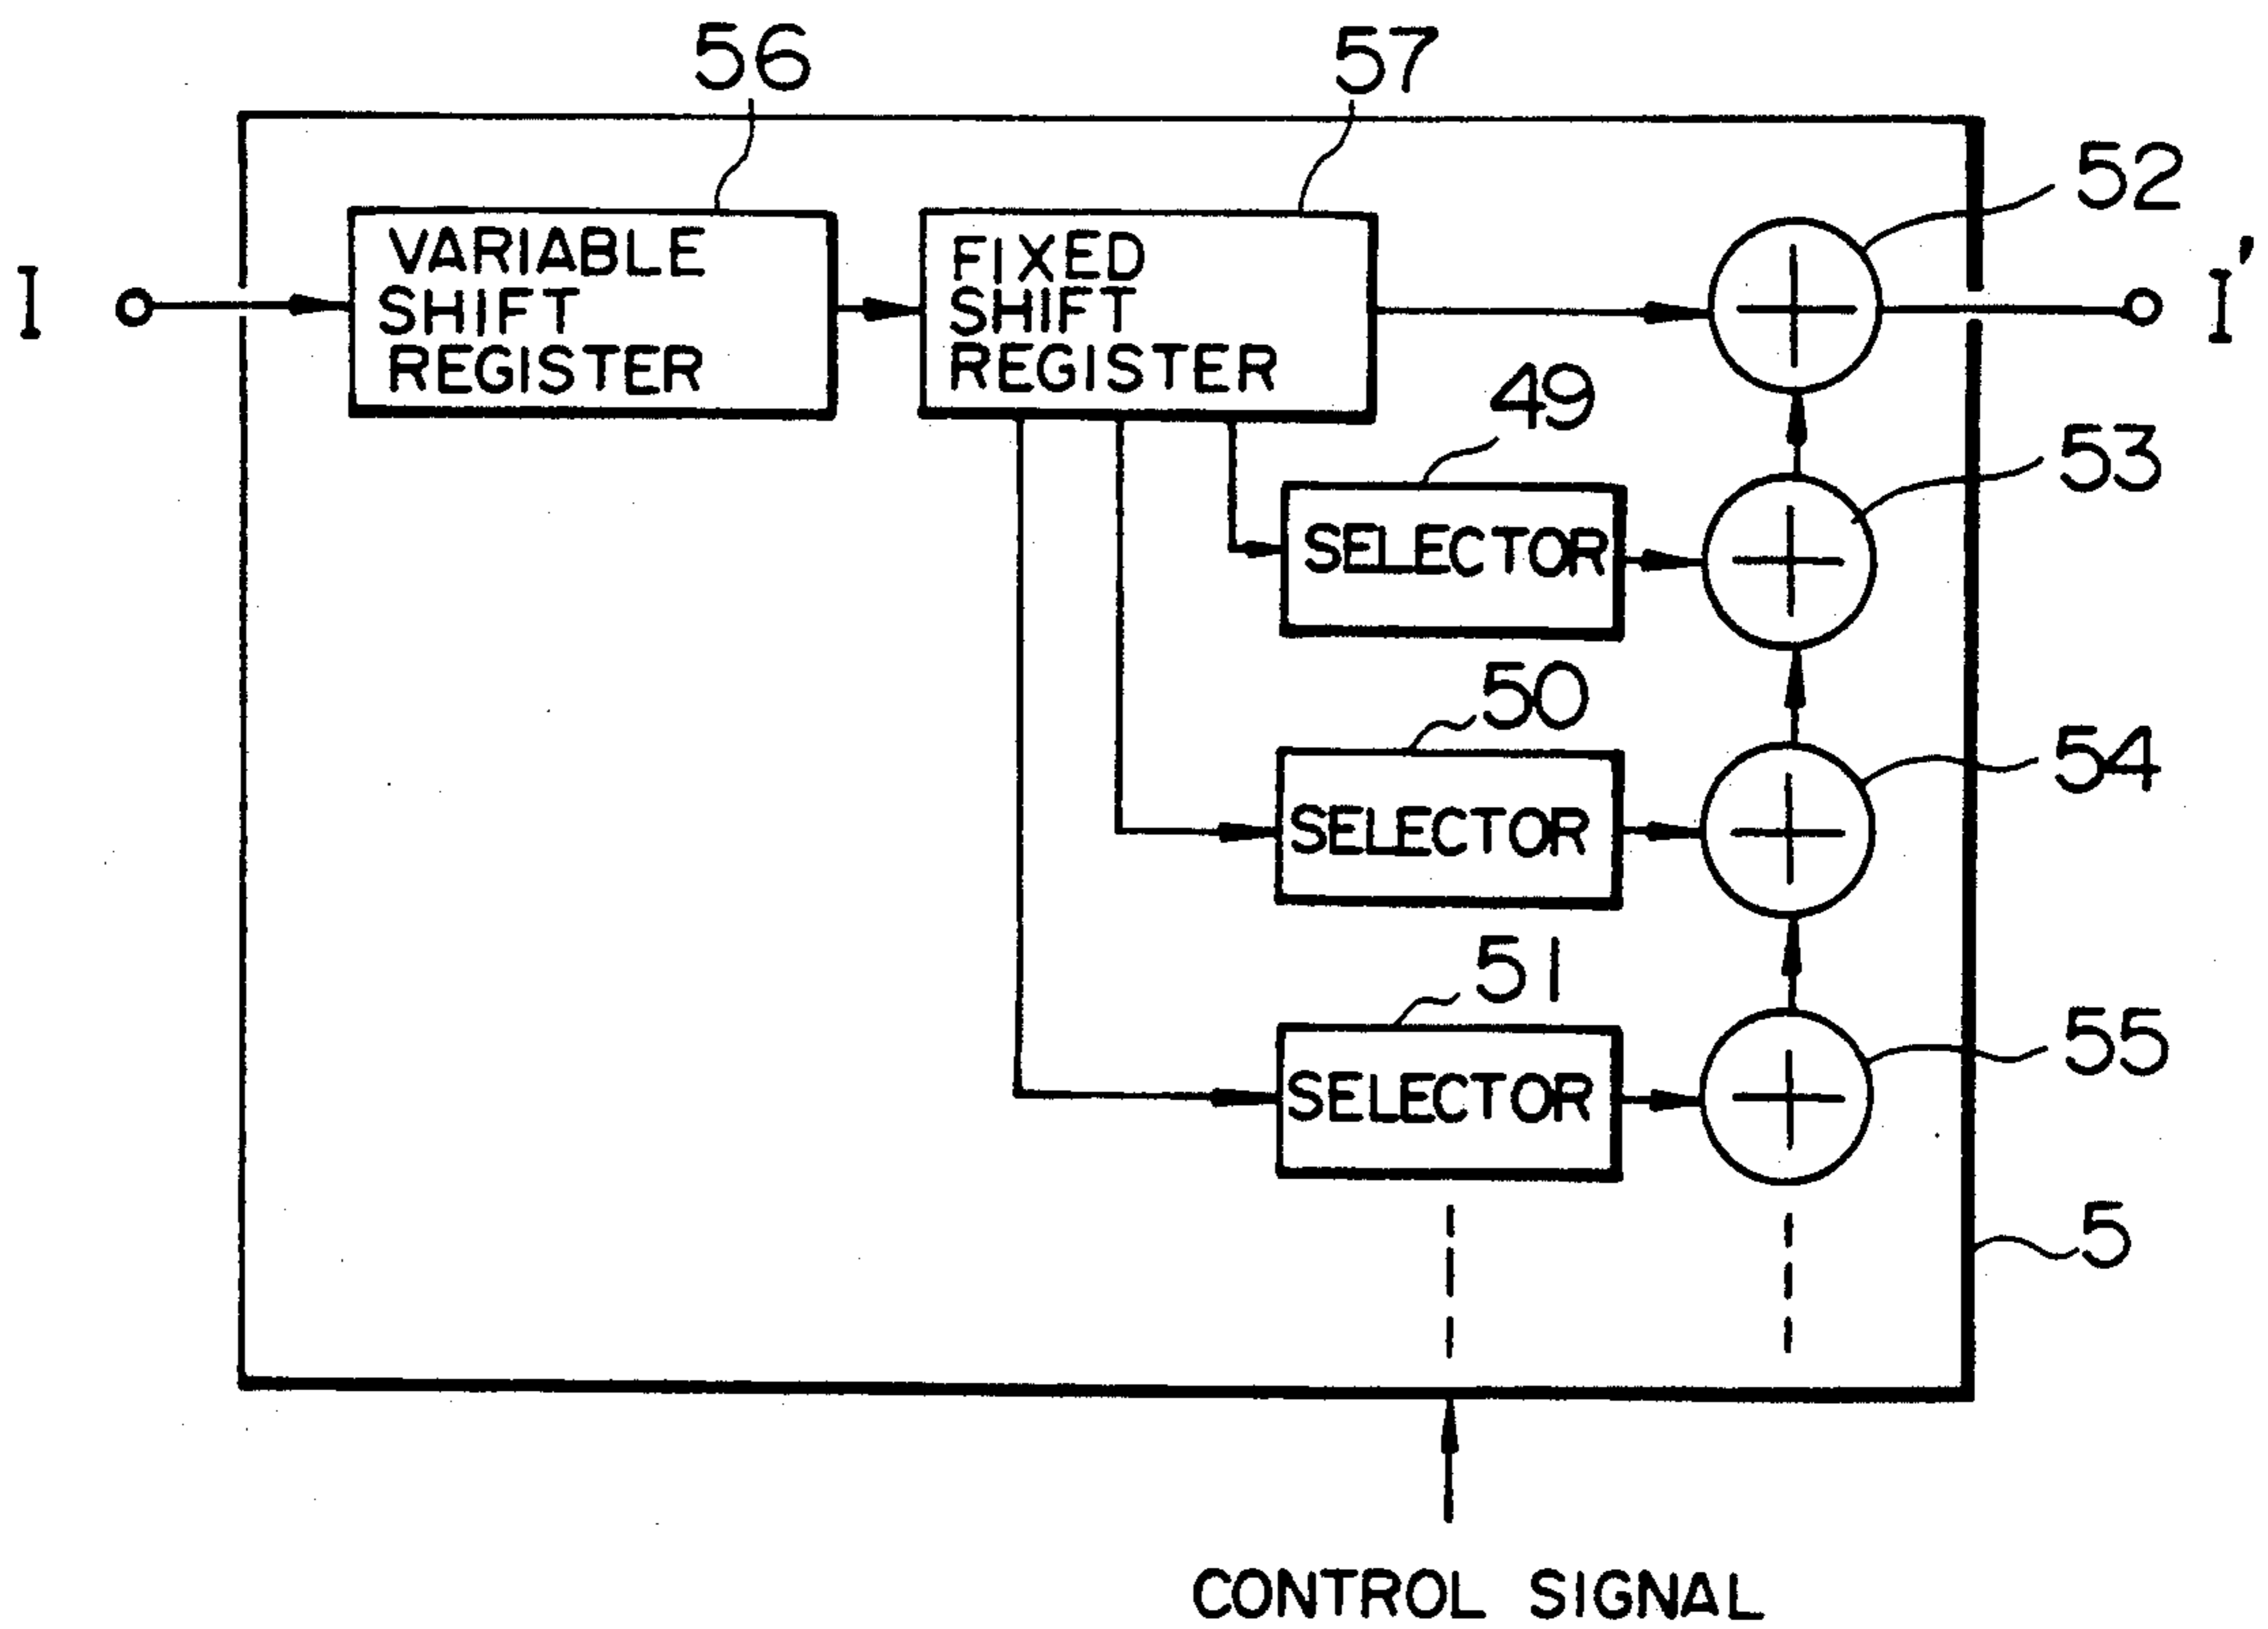 56
57
52
I
VARIABLE
SHIFT
REGISTER
FIXED
SHIFT
REGISTER
I'
49
53
SELECTOR
50
54
SELECTOR
51
55
SELECTOR
5
CONTROL SIGNAL